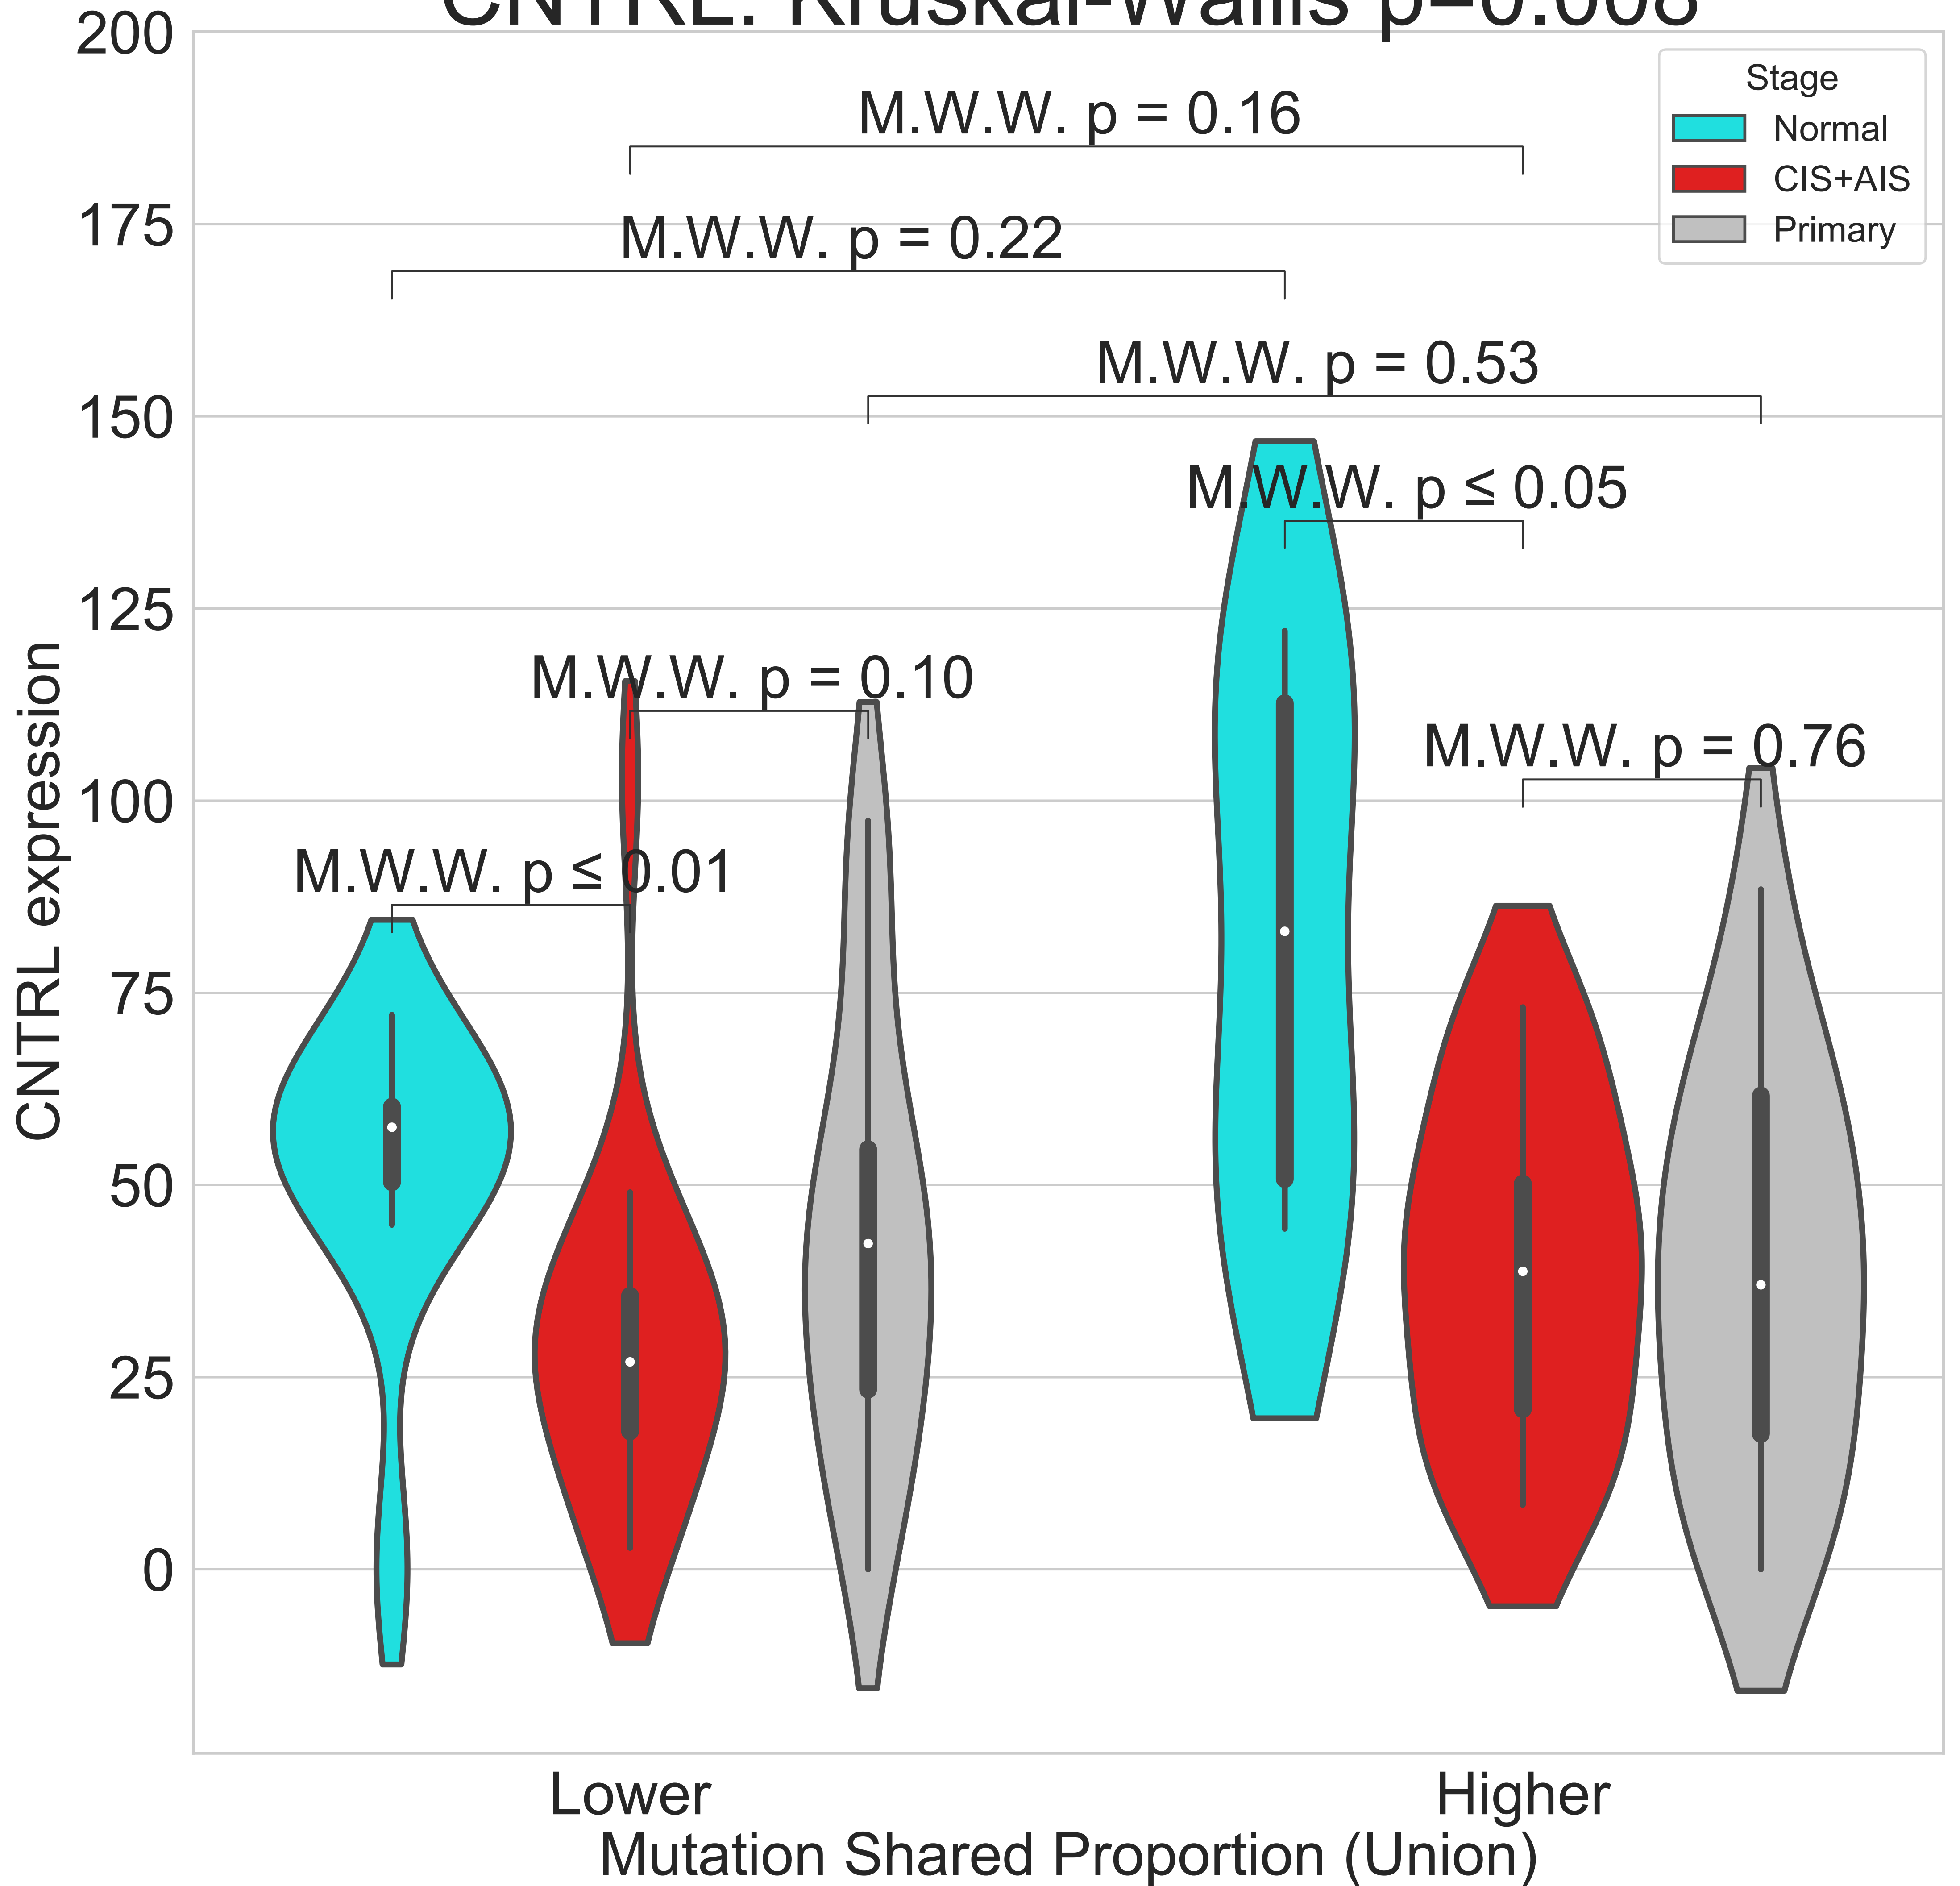 CNTRL: Kruskal-Wallis p=0.008
200
175
150
125
100
75
50
25
0
CNTRL expression
Stage
Normal
CIS+AIS
Primary
M.W.W. p = 0.16
M.W.W. p = 0.22
M.W.W. p = 0.53
M.W.W. p ≤ 0.05
M.W.W. p = 0.10
M.W.W. p = 0.76
M.W.W. p ≤ 0.01
Lower
Higher
Mutation Shared Proportion (Union)